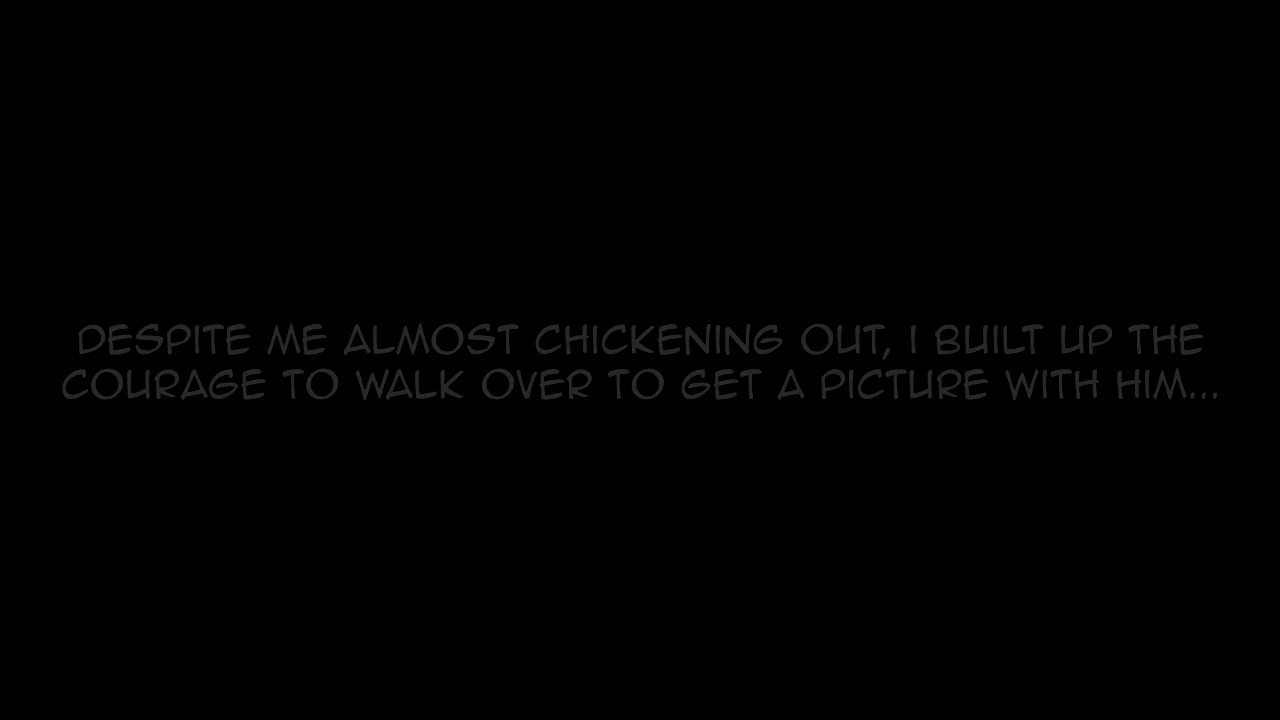 DESPITE ME ALMOST CHICKENING OUT, I BUILT UP THE
COURAGE TO WALK OVER TO GET A PICTURE WITH HIM...